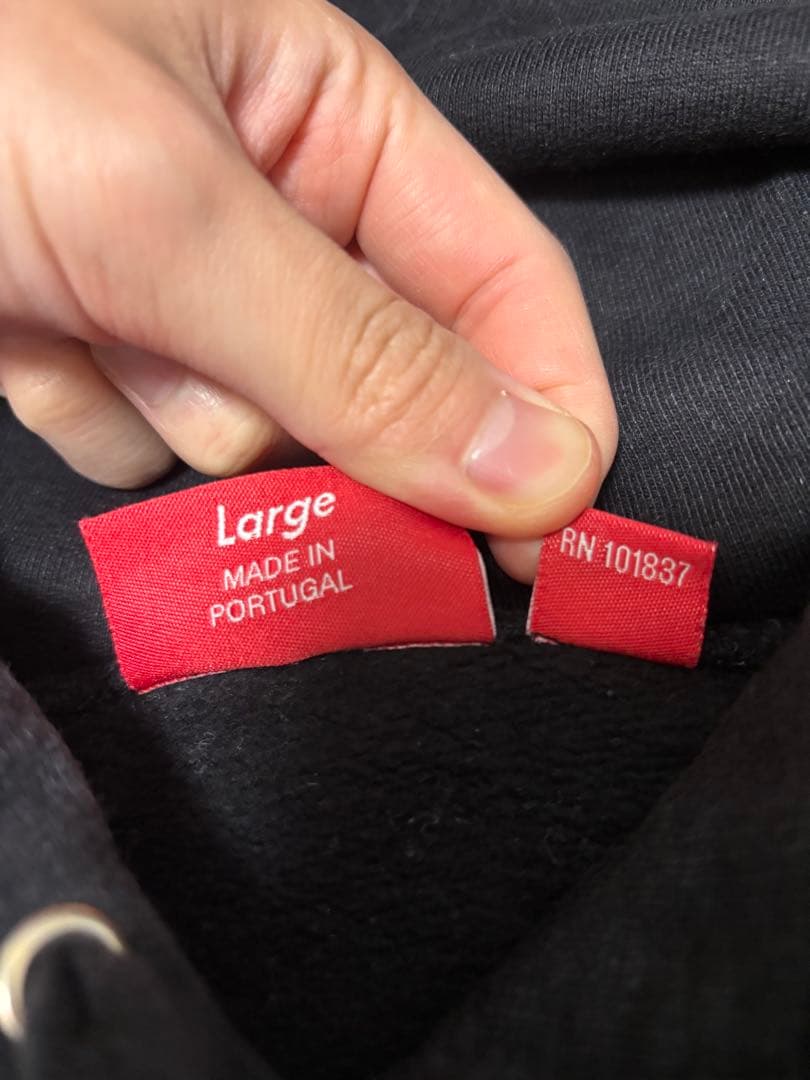 Large
MADE IN
PORTUGAL
RN 101837